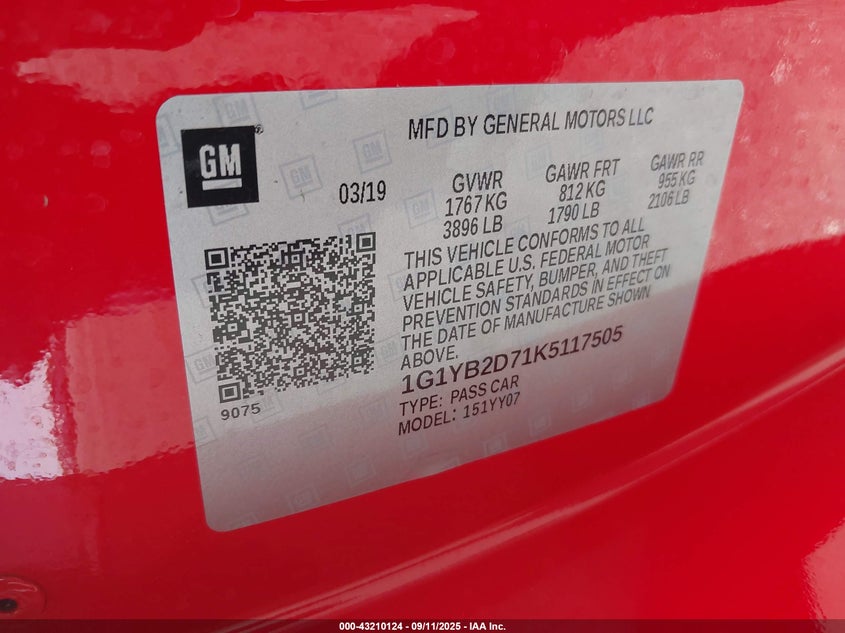 MFD BY GENERAL MOTORS LLC
GM®
03/19
GVWR GAWR FRT GAWR RR
1767 KG 812 KG 955 KG
3896 LB 1790 LB 2106 LB
THIS VEHICLE CONFORMS TO ALL
APPLICABLE U.S. FEDERAL MOTOR
VEHICLE SAFETY, BUMPER, AND THEFT
PREVENTION STANDARDS IN EFFECT ON
THE DATE OF MANUFACTURE SHOWN
ABOVE.
1G1YB2D71K5117505
TYPE: PASS CAR
MODEL: 151YY07
9075
000-43210124 - 09/11/2025 - IAA Inc.